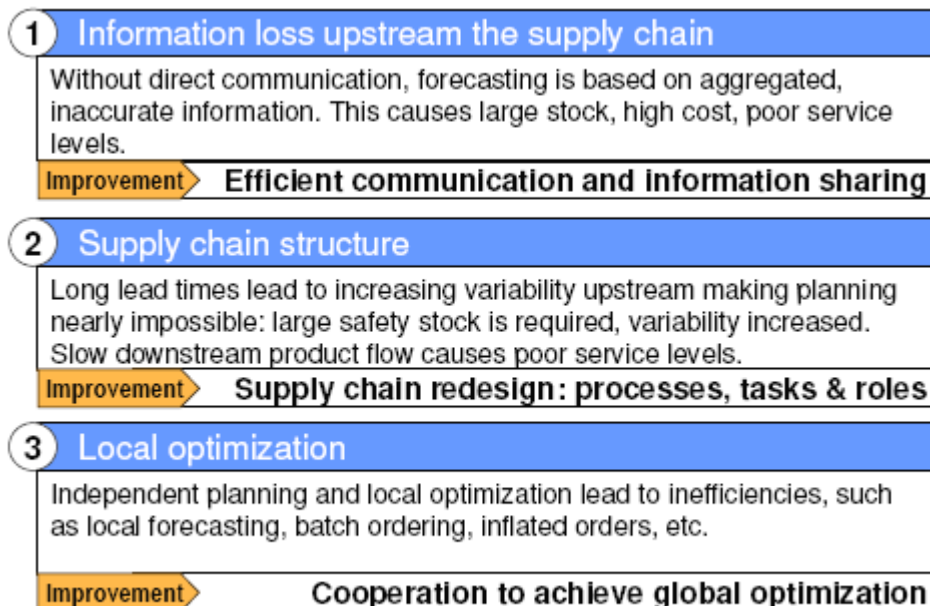 1 Information loss upstream the supply chain
Without direct communication, forecasting is based on aggregated,
inaccurate information. This causes large stock, high cost, poor service
levels.
Improvement Efficient communication and information sharing
2 Supply chain structure
Long lead times lead to increasing variability upstream making planning
nearly impossible: large safety stock is required, variability increased.
Slow downstream product flow causes poor service levels.
Improvement Supply chain redesign: processes, tasks & roles
3 Local optimization
Independent planning and local optimization lead to inefficiencies, such
as local forecasting, batch ordering, inflated orders, etc.
Improvement Cooperation to achieve global optimization